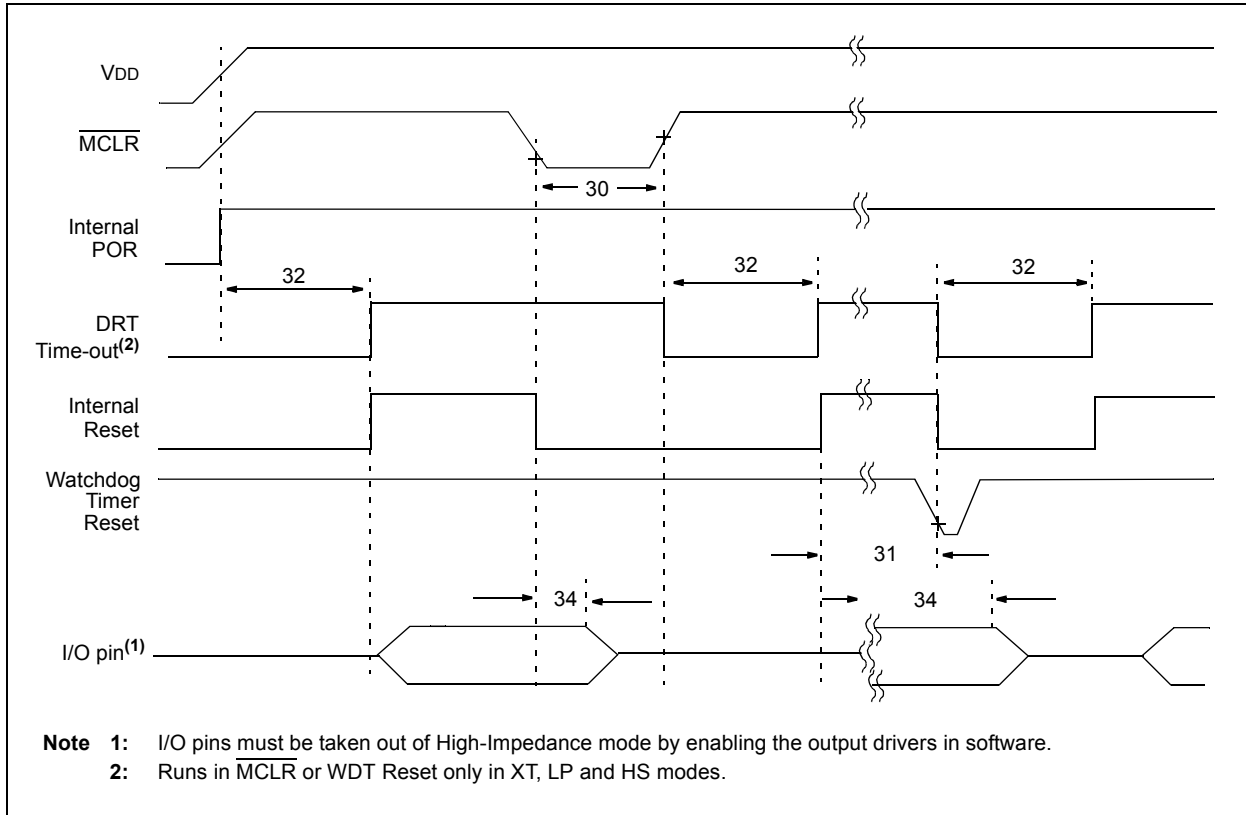 VDD
MCLR
30
Internal
POR
32
32
32
DRT
Time-out(2)
Internal
Reset
Watchdog
Timer
Reset
31
34
34
I/O pin(1)
Note 1: I/O pins must be taken out of High-Impedance mode by enabling the output drivers in software.
2: Runs in MCLR or WDT Reset only in XT, LP and HS modes.